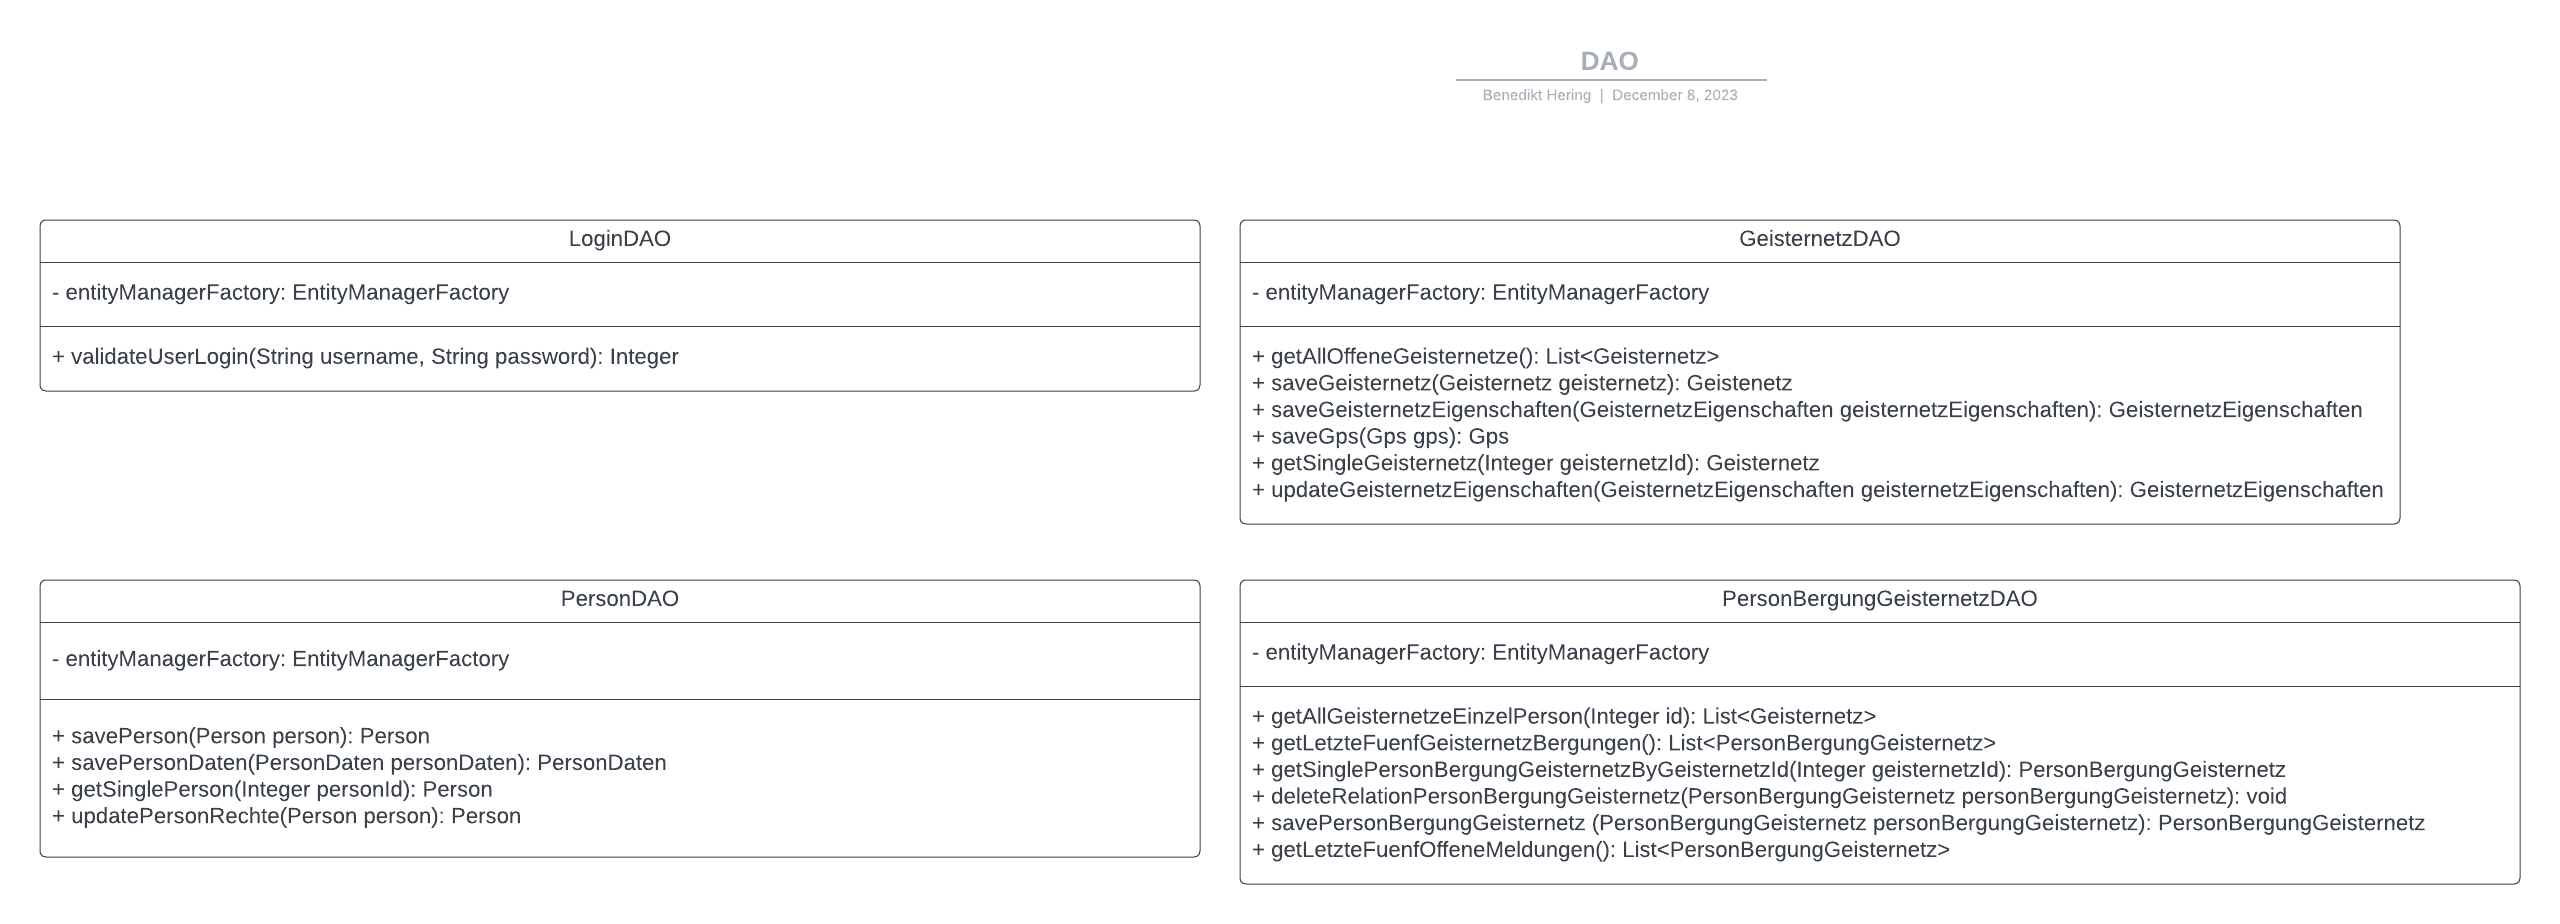 DAO
Benedikt Hering | December 8, 2023
LoginDAO
- entityManagerFactory: EntityManagerFactory
+ validateUserLogin(String username, String password): Integer
GeisternetzDAO
- entityManagerFactory: EntityManagerFactory
+ getAllOffeneGeisternetze(): List<Geisternetz>
+ saveGeisternetz(Geisternetz geisternetz): Geistenetz
+ saveGeisternetzEigenschaften(GeisternetzEigenschaften geisternetzEigenschaften): GeisternetzEigenschaften
+ saveGps(Gps gps): Gps
+ getSingleGeisternetz(Integer geisternetzId): Geisternetz
+ updateGeisternetzEigenschaften(GeisternetzEigenschaften geisternetzEigenschaften): GeisternetzEigenschaften
PersonDAO
- entityManagerFactory: EntityManagerFactory
+ savePerson(Person person): Person
+ savePersonDaten(PersonDaten personDaten): PersonDaten
+ getSinglePerson(Integer personId): Person
+ updatePersonRechte(Person person): Person
PersonBergungGeisternetzDAO
- entityManagerFactory: EntityManagerFactory
+ getAllGeisternetzeEinzelPerson(Integer id): List<Geisternetz>
+ getLetzteFuenfGeisternetzBergungen(): List<PersonBergungGeisternetz>
+ getSinglePersonBergungGeisternetzByGeisternetzId(Integer geisternetzId): PersonBergungGeisternetz
+ deleteRelationPersonBergungGeisternetz(PersonBergungGeisternetz personBergungGeisternetz): void
+ savePersonBergungGeisternetz (PersonBergungGeisternetz personBergungGeisternetz): PersonBergungGeisternetz
+ getLetzteFuenfOffeneMeldungen(): List<PersonBergungGeisternetz>